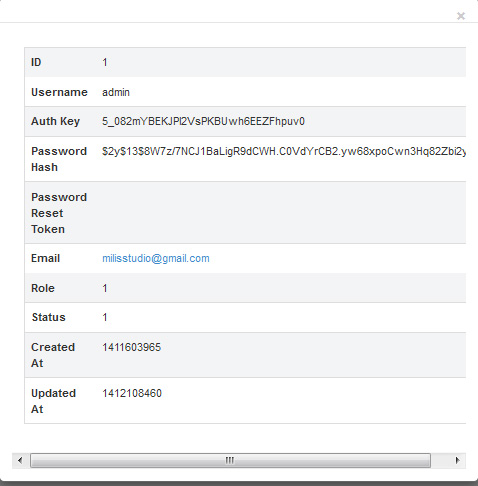 ×
ID 1
Username admin
Auth Key 5_082mYBEKJPl2VsPKBUwh6EEZFhpuv0
Password $2y$13$8W7z/7NCJ1BaLigR9dCWH.C0VdYrCB2.yw68xpoCwn3Hq82Zbi2y
Hash
Password
Reset
Token
Email milisstudio@gmail.com
Role 1
Status 1
Created 1411603965
At
Updated 1412108460
At